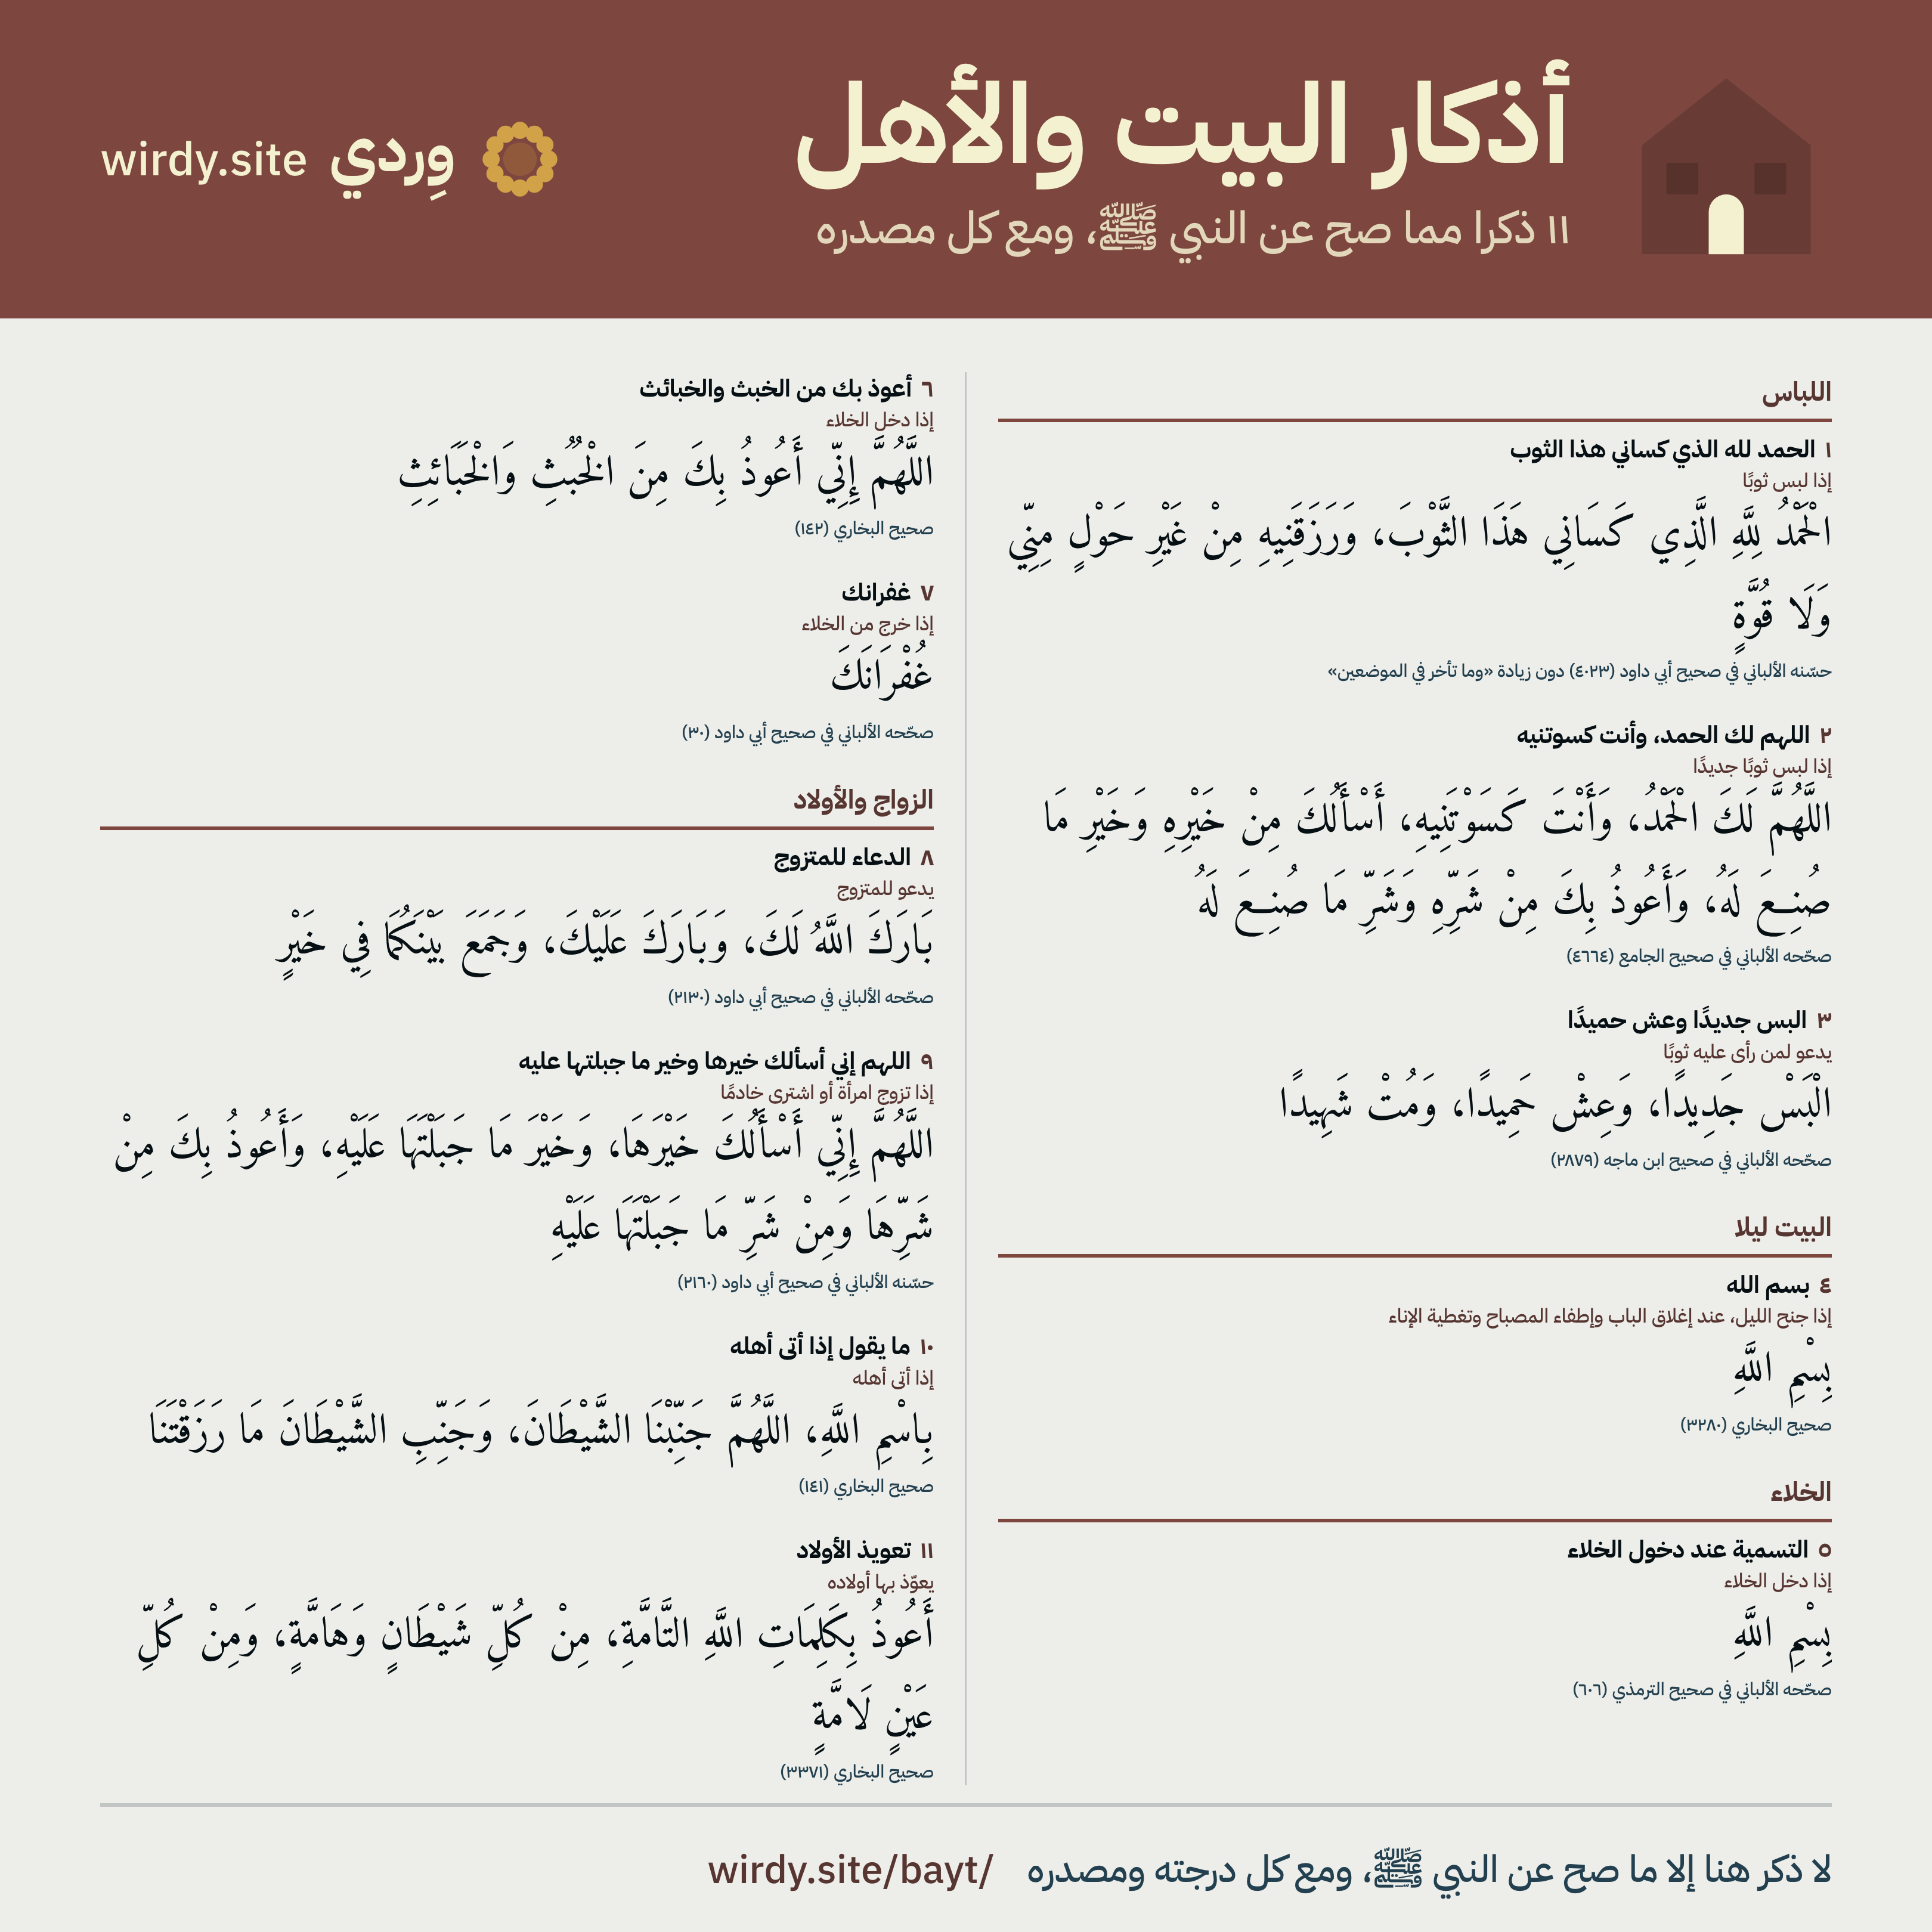 أذكار البيت والأهل
١١ ذكرا مما صح عن النبي ﷺ، ومع كل مصدره
وِردي wirdy.site
اللباس
١ الحمد لله الذي كساني هذا الثوب
إذا لبس ثوبًا
الْحَمْدُ لِلَّهِ الَّذِي كَسَانِي هَذَا الثَّوْبَ، وَرَزَقَنِيهِ مِنْ غَيْرِ حَوْلٍ مِنِّي
وَلَا قُوَّةٍ
حسّنه الألباني في صحيح أبي داود (٤٠٢٣) دون زيادة «وما تأخر في الموضعين»
٢ اللهم لك الحمد، وأنت كسوتنيه
إذا لبس ثوبًا جديدًا
اللَّهُمَّ لَكَ الْحَمْدُ، وَأَنْتَ كَسَوْتَنِيهِ، أَسْأَلُكَ مِنْ خَيْرِهِ وَخَيْرِ مَا
صُنِعَ لَهُ، وَأَعُوذُ بِكَ مِنْ شَرِّهِ وَشَرِّ مَا صُنِعَ لَهُ
صحّحه الألباني في صحيح الجامع (٤٦٦٤)
٣ البس جديدًا وعش حميدًا
يدعو لمن رأى عليه ثوبًا
الْبَسْ جَدِيدًا، وَعِشْ حَمِيدًا، وَمُتْ شَهِيدًا
صحّحه الألباني في صحيح ابن ماجه (٢٨٧٩)
البيت ليلا
٤ بسم الله
إذا جنح الليل، عند إغلاق الباب وإطفاء المصباح وتغطية الإناء
بِسْمِ اللَّهِ
صحيح البخاري (٣٢٨٠)
الخلاء
٥ التسمية عند دخول الخلاء
إذا دخل الخلاء
بِسْمِ اللَّهِ
صحّحه الألباني في صحيح الترمذي (٦٠٦)
٦ أعوذ بك من الخبث والخبائث
إذا دخل الخلاء
اللَّهُمَّ إِنِّي أَعُوذُ بِكَ مِنَ الْخُبُثِ وَالْخَبَائِثِ
صحيح البخاري (١٤٢)
٧ غفرانك
إذا خرج من الخلاء
غُفْرَانَكَ
صحّحه الألباني في صحيح أبي داود (٣٠)
الزواج والأولاد
٨ الدعاء للمتزوج
يدعو للمتزوج
بَارَكَ اللَّهُ لَكَ، وَبَارَكَ عَلَيْكَ، وَجَمَعَ بَيْنَكُمَا فِي خَيْرٍ
صحّحه الألباني في صحيح أبي داود (٢١٣٠)
٩ اللهم إني أسألك خيرها وخير ما جبلتها عليه
إذا تزوج امرأة أو اشترى خادمًا
اللَّهُمَّ إِنِّي أَسْأَلُكَ خَيْرَهَا، وَخَيْرَ مَا جَبَلْتَهَا عَلَيْهِ، وَأَعُوذُ بِكَ مِنْ
شَرِّهَا وَمِنْ شَرِّ مَا جَبَلْتَهَا عَلَيْهِ
حسّنه الألباني في صحيح أبي داود (٢١٦٠)
١٠ ما يقول إذا أتى أهله
إذا أتى أهله
بِاسْمِ اللَّهِ، اللَّهُمَّ جَنِّبْنَا الشَّيْطَانَ، وَجَنِّبِ الشَّيْطَانَ مَا رَزَقْتَنَا
صحيح البخاري (١٤١)
١١ تعويذ الأولاد
يعوّذ بها أولاده
أَعُوذُ بِكَلِمَاتِ اللَّهِ التَّامَّةِ، مِنْ كُلِّ شَيْطَانٍ وَهَامَّةٍ، وَمِنْ كُلِّ
عَيْنٍ لَامَّةٍ
صحيح البخاري (٣٣٧١)
لا ذكر هنا إلا ما صح عن النبي ﷺ، ومع كل درجته ومصدره wirdy.site/bayt/